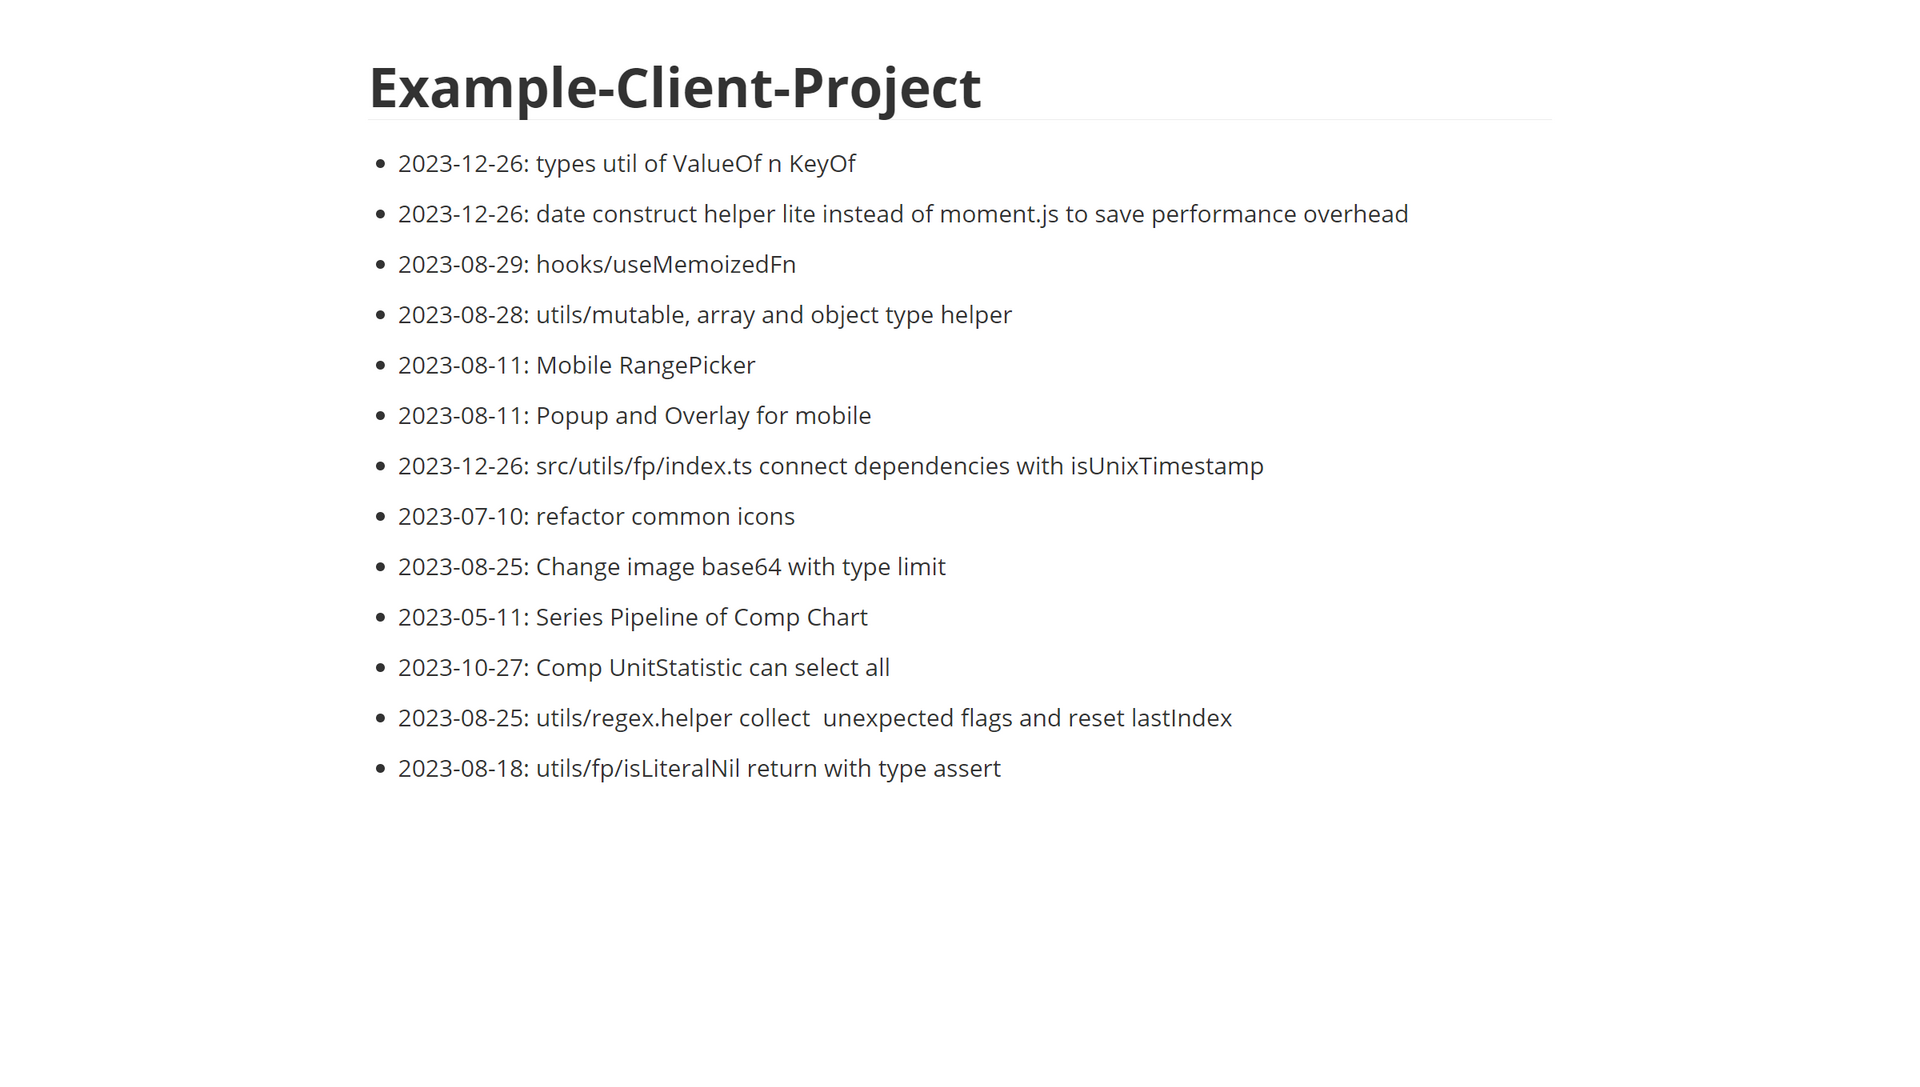 Example-Client-Project
2023-12-26: types util of ValueOf n KeyOf
2023-12-26: date construct helper lite instead of moment.js to save performance overhead
2023-08-29: hooks/useMemoizedFn
2023-08-28: utils/mutable, array and object type helper
2023-08-11: Mobile RangePicker
2023-08-11: Popup and Overlay for mobile
2023-12-26: src/utils/fp/index.ts connect dependencies with isUnixTimestamp
2023-07-10: refactor common icons
2023-08-25: Change image base64 with type limit
2023-05-11: Series Pipeline of Comp Chart
2023-10-27: Comp UnitStatistic can select all
2023-08-25: utils/regex.helper collect  unexpected flags and reset lastIndex
2023-08-18: utils/fp/isLiteralNil return with type assert